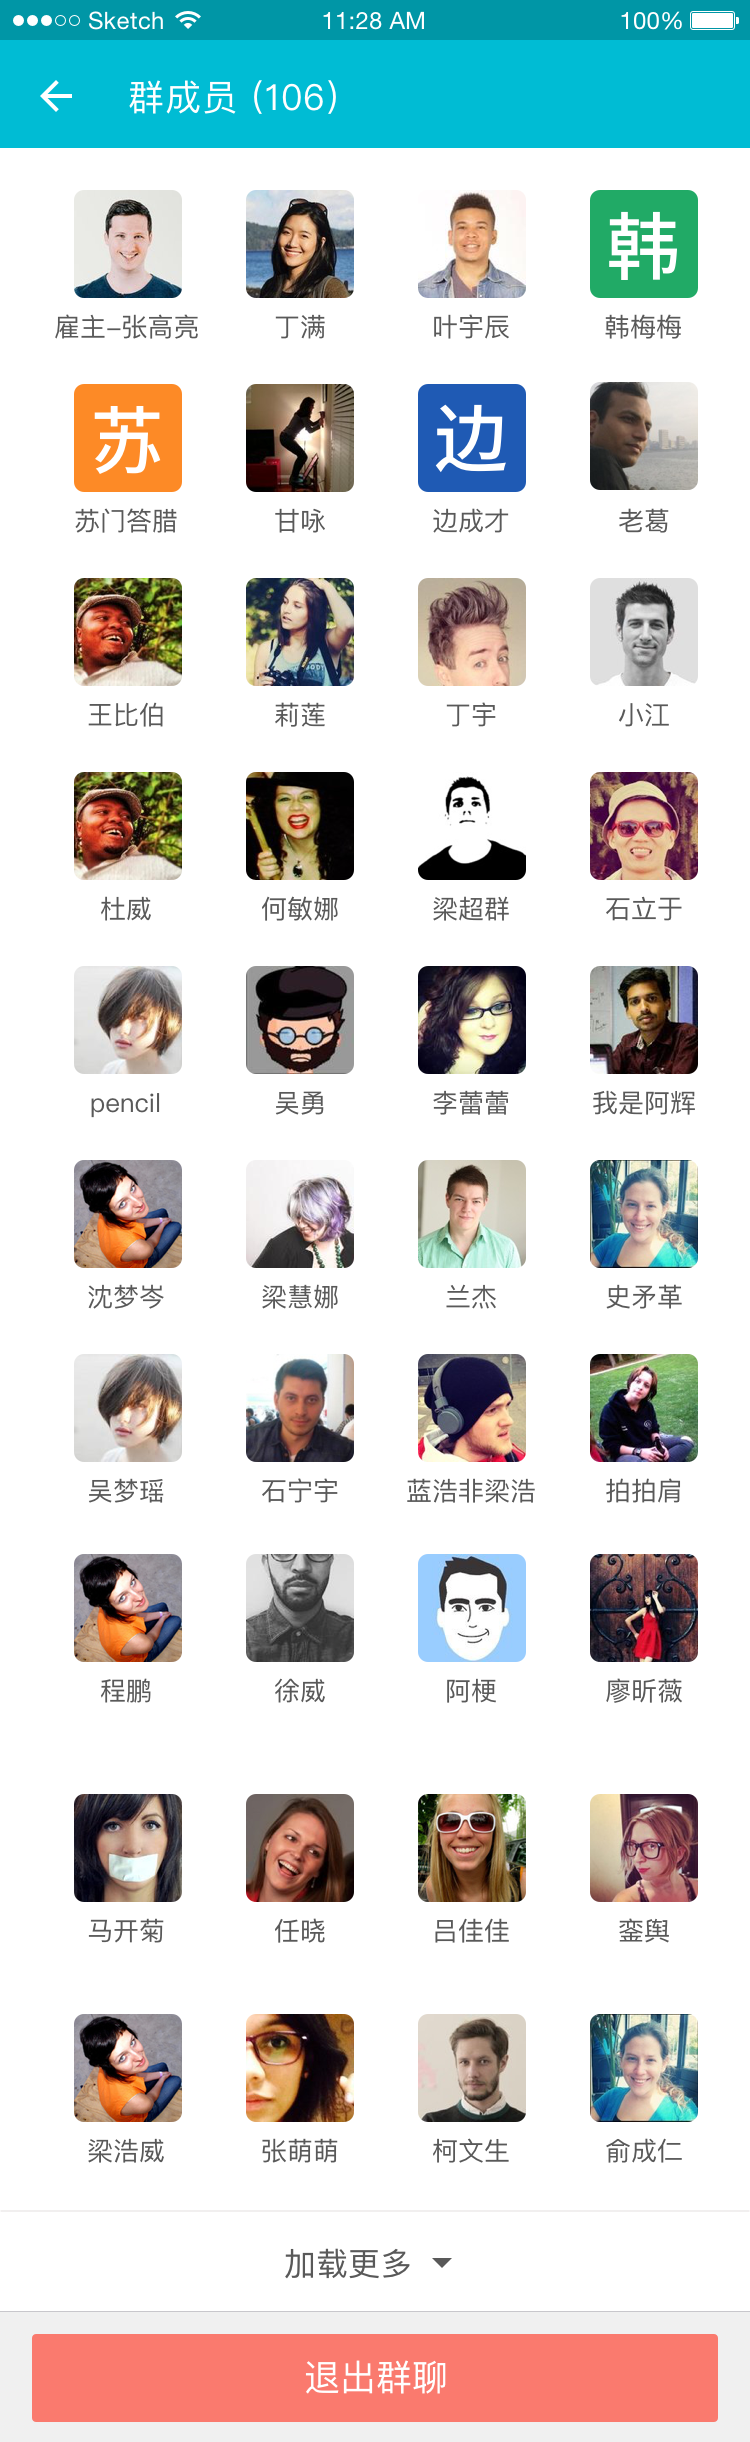 Sketch 11:28 AM 100%
群成员 (106)
韩
雇主-张高亮 丁满 叶宇辰 韩梅梅
苏 边
苏门答腊 甘咏 边成才 老葛
王比伯 莉莲 丁宇 小江
杜威 何敏娜 梁超群 石立于
pencil 吴勇 李蕾蕾 我是阿辉
沈梦岑 梁慧娜 兰杰 史矛革
吴梦瑶 石宁宇 蓝浩非梁浩 拍拍肩
程鹏 徐威 阿梗 廖昕薇
马开菊 任晓 吕佳佳 銮舆
梁浩威 张萌萌 柯文生 俞成仁
加载更多
退出群聊